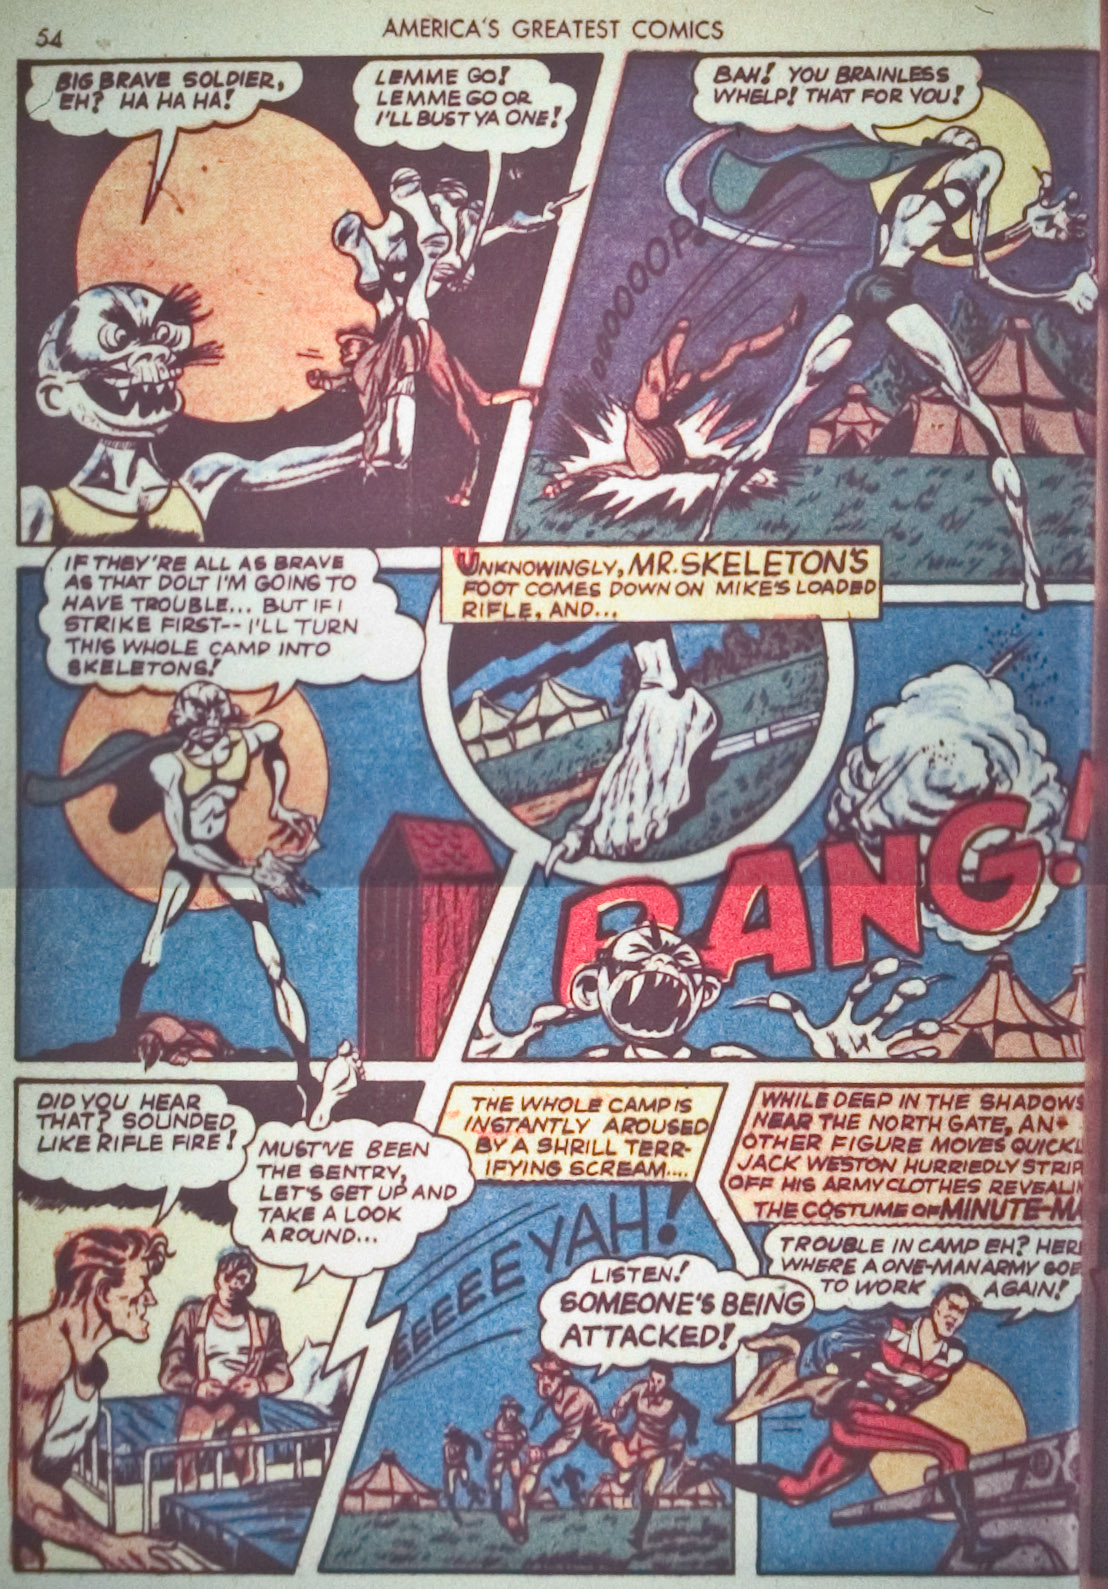 54
AMERICA'S GREATEST COMICS
BIG BRAVE SOLDIER,
EH? HA HA HA!
LEMME GO!
LEMME GO OR
I'LL BUST YA ONE!
BAH! YOU BRAINLESS
WHELP! THAT FOR YOU!
IF THEY'RE ALL AS BRAVE
AS THAT DOLT I'M GOING TO
HAVE TROUBLE... BUT IF I
STRIKE FIRST--I'LL TURN
THIS WHOLE CAMP INTO
SKELETONS!
UNKNOWINGLY, MR. SKELETON'S
FOOT COMES DOWN ON MIKE'S LOADED
RIFLE, AND...
BANG!
DID YOU HEAR
THAT? SOUNDED
LIKE RIFLE FIRE!
MUST'VE BEEN
THE SENTRY,
LET'S GET UP AND
TAKE A LOOK
AROUND...
THE WHOLE CAMP IS
INSTANTLY AROUSED
BY A SHRILL TERR-
IFYING SCREAM....
EEEEEEEYAH!
LISTEN!
SOMEONE'S BEING
ATTACKED!
WHILE DEEP IN THE SHADOWS
NEAR THE NORTH GATE, AN-
OTHER FIGURE MOVES QUICKL
JACK WESTON HURRIEDLY STRIP
OFF HIS ARMY CLOTHES REVEALIN
THE COSTUME OF MINUTE-MA
TROUBLE IN CAMP EH? HERE
WHERE A ONE-MAN ARMY GOE
TO WORK AGAIN!